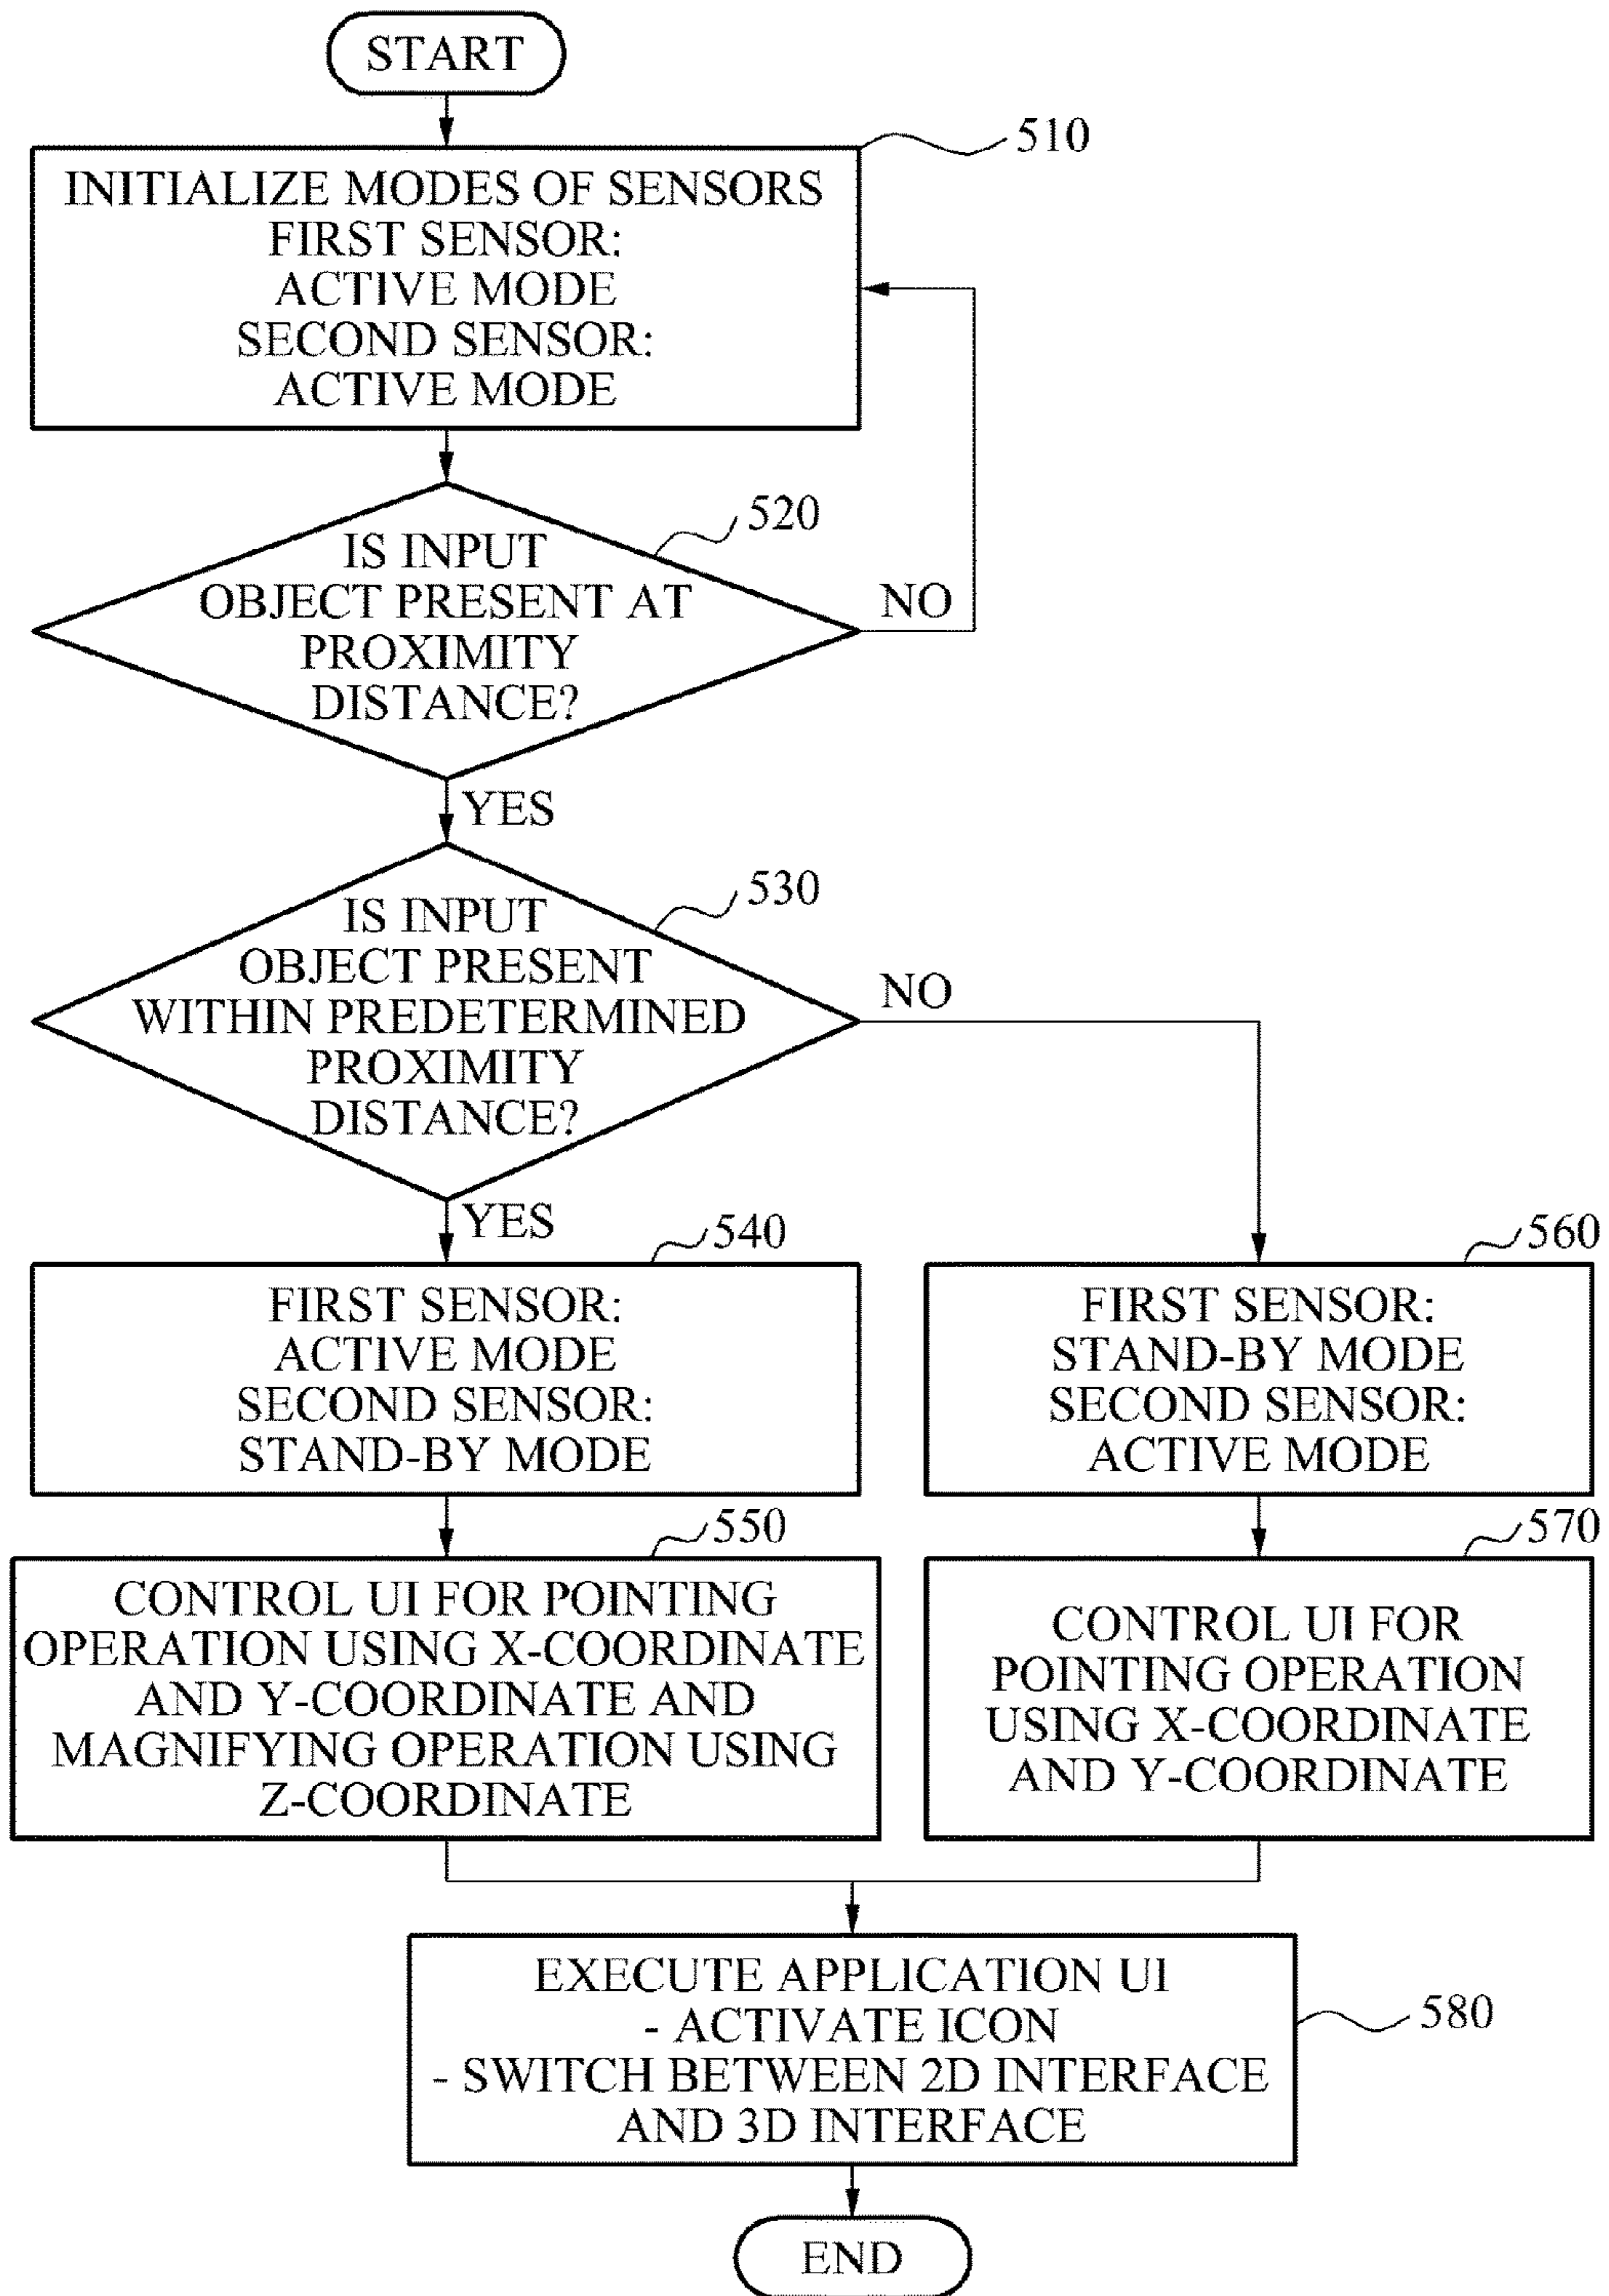 START
510
INITIALIZE MODES OF SENSORS
FIRST SENSOR:
ACTIVE MODE
SECOND SENSOR:
ACTIVE MODE
520
IS INPUT
OBJECT PRESENT AT
PROXIMITY
DISTANCE?
NO
YES
530
IS INPUT
OBJECT PRESENT
WITHIN PREDETERMINED
PROXIMITY
DISTANCE?
NO
YES
540
FIRST SENSOR:
ACTIVE MODE
SECOND SENSOR:
STAND-BY MODE
560
FIRST SENSOR:
STAND-BY MODE
SECOND SENSOR:
ACTIVE MODE
550
CONTROL UI FOR POINTING
OPERATION USING X-COORDINATE
AND Y-COORDINATE AND
MAGNIFYING OPERATION USING
Z-COORDINATE
570
CONTROL UI FOR
POINTING OPERATION
USING X-COORDINATE
AND Y-COORDINATE
EXECUTE APPLICATION UI
- ACTIVATE ICON
- SWITCH BETWEEN 2D INTERFACE
AND 3D INTERFACE
580
END